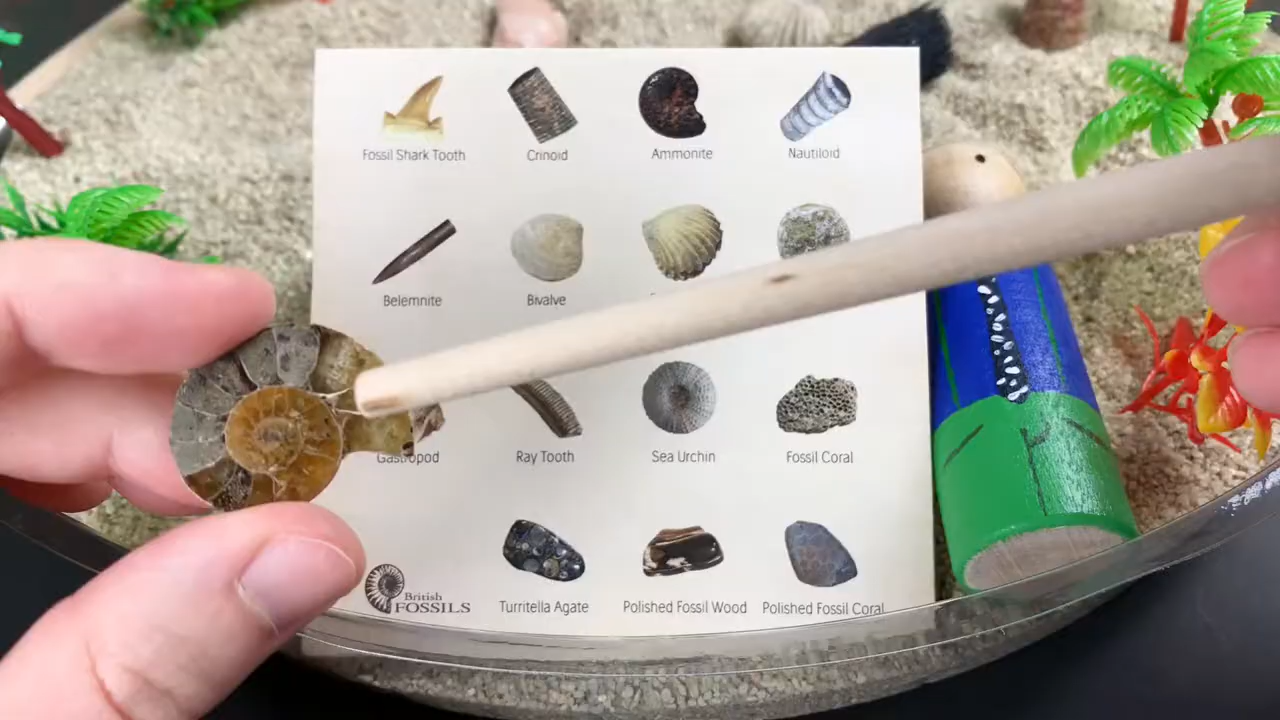 Fossil Shark Tooth
Crinoid
Ammonite
Nautiloid
Belemnite
Bivalve
Gastropod
Ray Tooth
Sea Urchin
Fossil Coral
British
FOSSILS
Turritella Agate
Polished Fossil Wood
Polished Fossil Coral